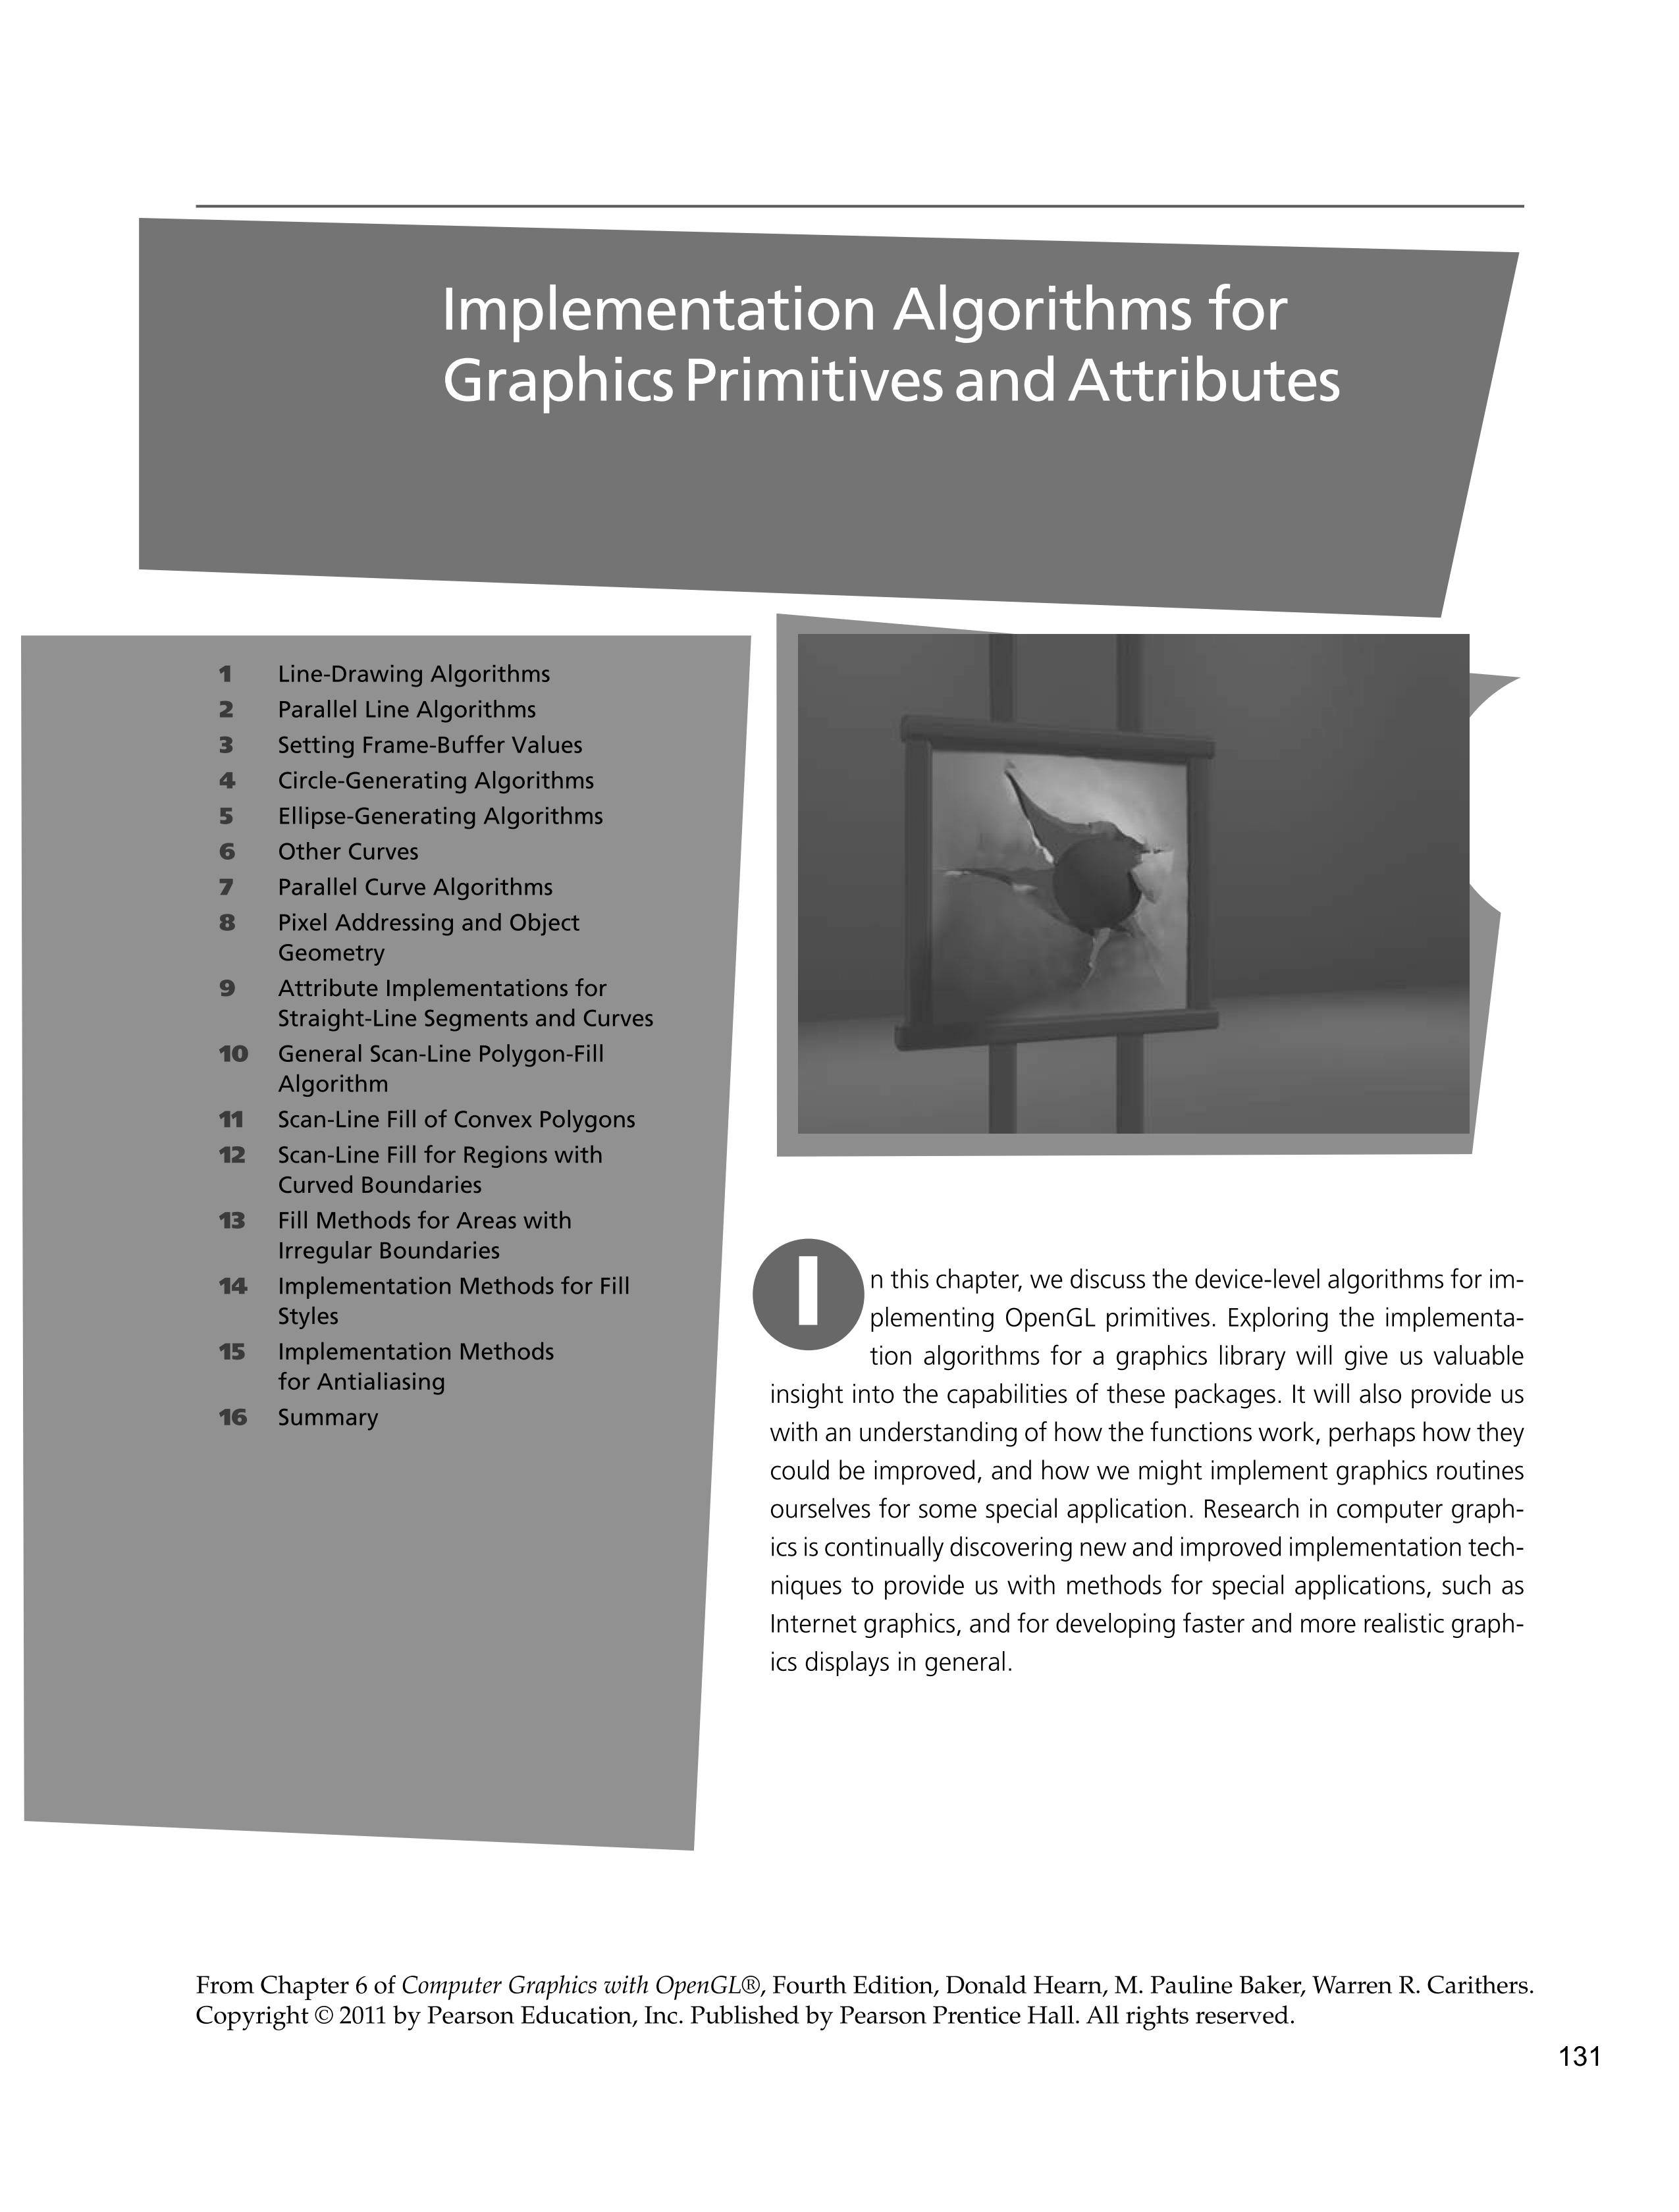 Implementation Algorithms for
Graphics Primitives and Attributes
1 Line-Drawing Algorithms
2 Parallel Line Algorithms
3 Setting Frame-Buffer Values
4 Circle-Generating Algorithms
5 Ellipse-Generating Algorithms
6 Other Curves
7 Parallel Curve Algorithms
8 Pixel Addressing and Object
Geometry
9 Attribute Implementations for
Straight-Line Segments and Curves
10 General Scan-Line Polygon-Fill
Algorithm
11 Scan-Line Fill of Convex Polygons
12 Scan-Line Fill for Regions with
Curved Boundaries
13 Fill Methods for Areas with
Irregular Boundaries
14 Implementation Methods for Fill
Styles
15 Implementation Methods
for Antialiasing
16 Summary
In this chapter, we discuss the device-level algorithms for im-
plementing OpenGL primitives. Exploring the implementa-
tion algorithms for a graphics library will give us valuable
insight into the capabilities of these packages. It will also provide us
with an understanding of how the functions work, perhaps how they
could be improved, and how we might implement graphics routines
ourselves for some special application. Research in computer graph-
ics is continually discovering new and improved implementation tech-
niques to provide us with methods for special applications, such as
Internet graphics, and for developing faster and more realistic graph-
ics displays in general.
From Chapter 6 of Computer Graphics with OpenGL®, Fourth Edition, Donald Hearn, M. Pauline Baker, Warren R. Carithers.
Copyright © 2011 by Pearson Education, Inc. Published by Pearson Prentice Hall. All rights reserved.
131